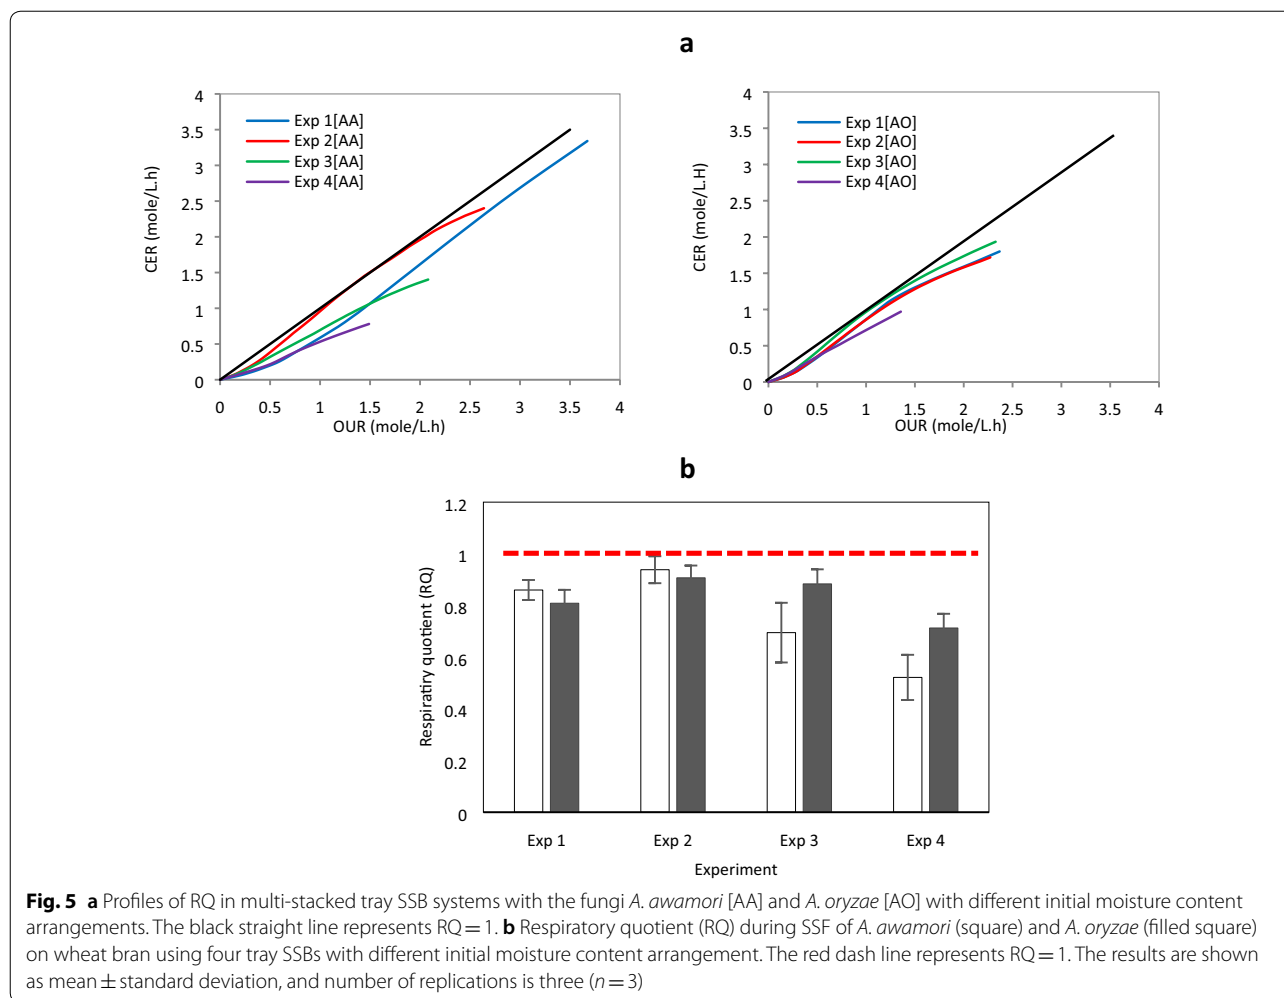 a
4
3.5
3
2.5
2
1.5
1
0.5
0
CER (mole/L.H)
Exp 1[AA]
Exp 2[AA]
Exp 3[AA]
Exp 4[AA]
0 0.5 1 1.5 2 2.5 3 3.5 4
OUR (mole/L.h)
4
3.5
3
2.5
2
1.5
1
0.5
0
CER (mole/L.H)
Exp 1[AO]
Exp 2[AO]
Exp 3[AO]
Exp 4[AO]
0 0.5 1 1.5 2 2.5 3 3.5 4
OUR (mole/L.h)
b
1.2
1
0.8
0.6
0.4
0.2
0
Respiratiry quotient (RQ)
Exp 1 Exp 2 Exp 3 Exp 4
Experiment
Fig. 5 a Profiles of RQ in multi-stacked tray SSB systems with the fungi A. awamori [AA] and A. oryzae [AO] with different initial moisture content
arrangements. The black straight line represents RQ = 1. b Respiratory quotient (RQ) during SSF of A. awamori (square) and A. oryzae (filled square)
on wheat bran using four tray SSBs with different initial moisture content arrangement. The red dash line represents RQ = 1. The results are shown
as mean ± standard deviation, and number of replications is three (n = 3)